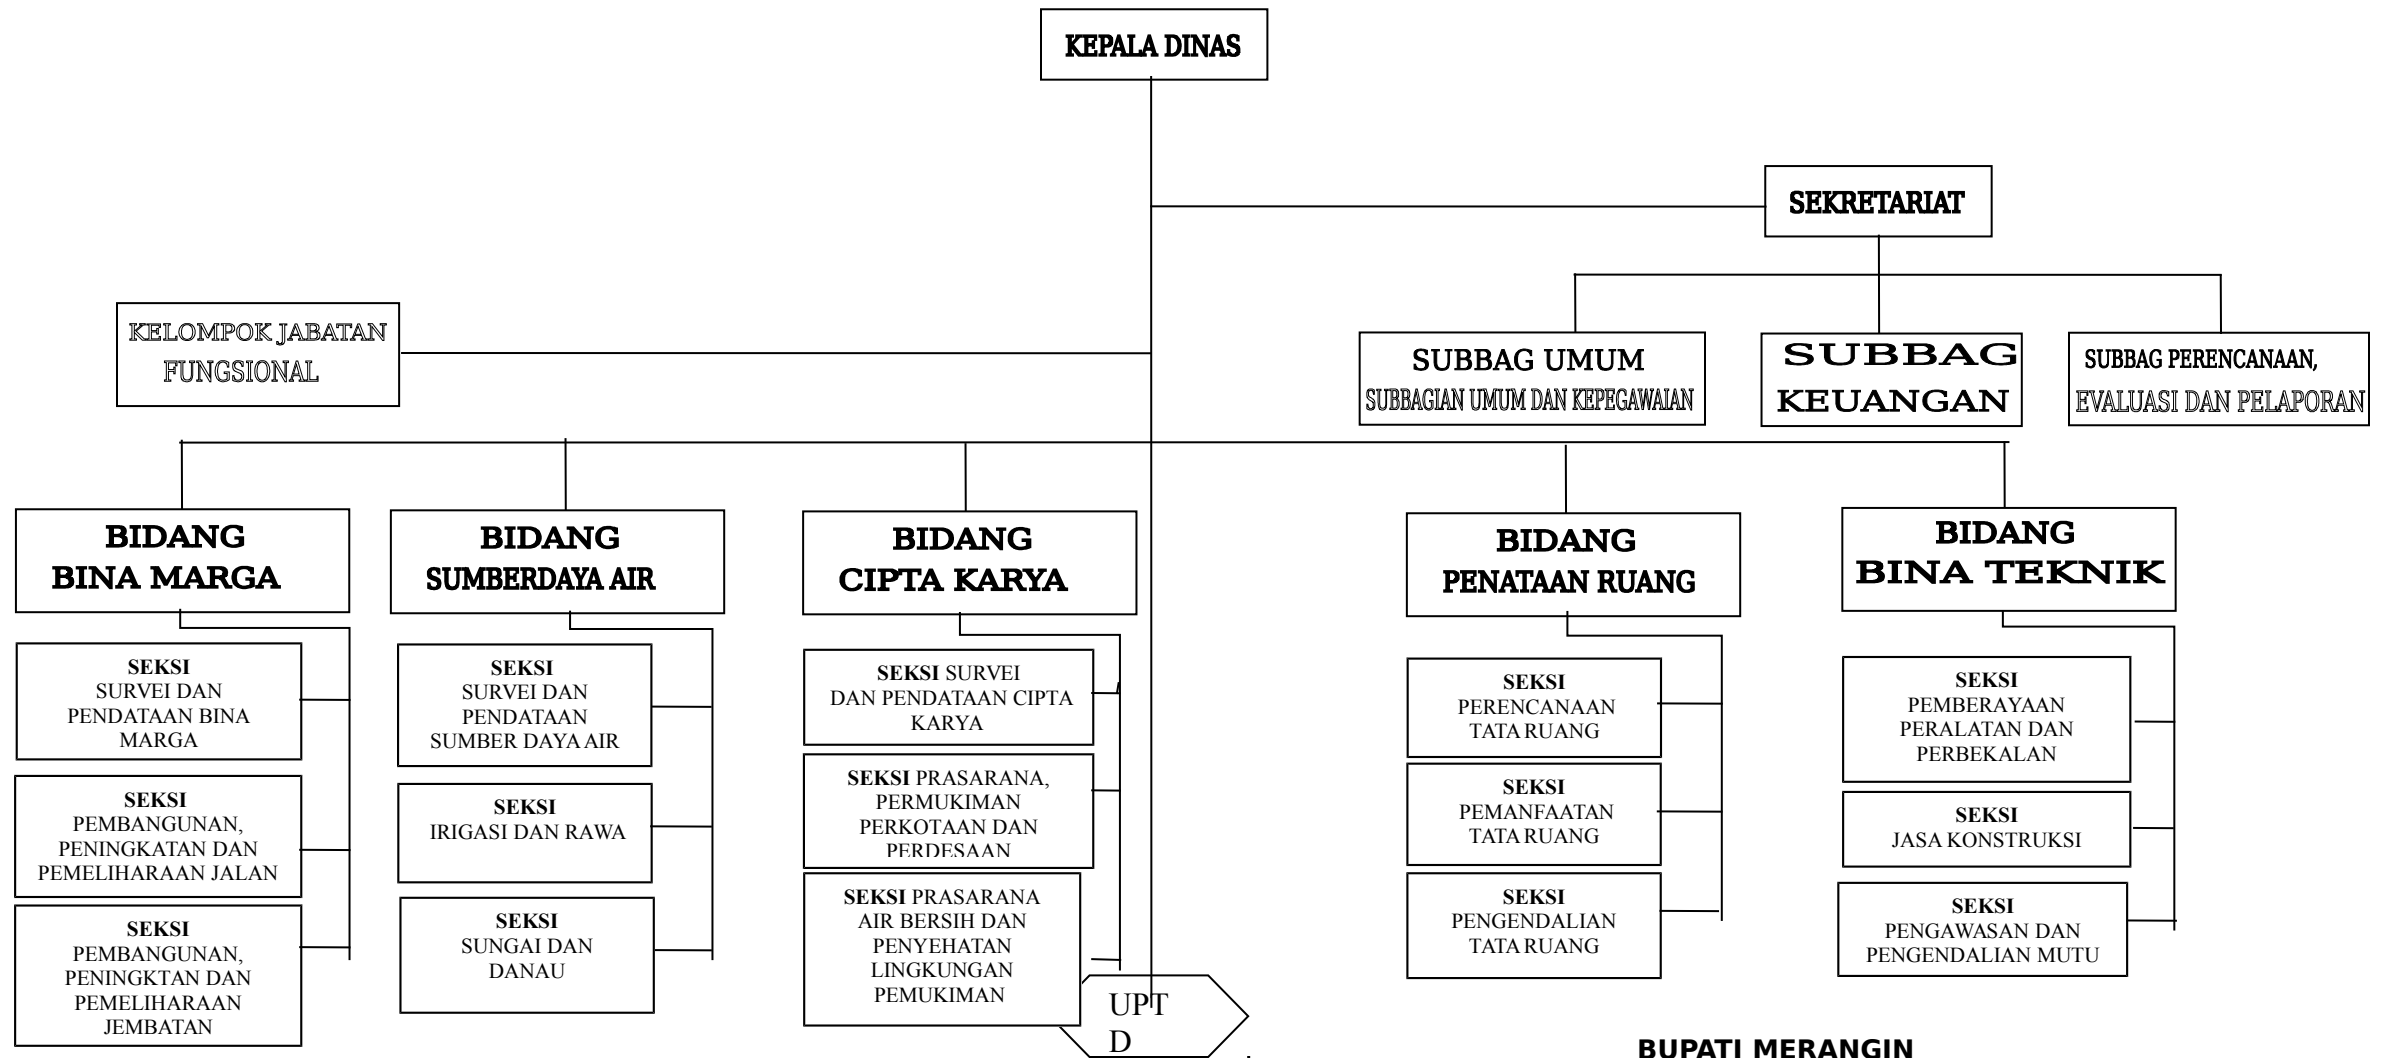 KEPALA DINAS
SEKRETARIAT
KELOMPOK JABATAN
FUNGSIONAL
SUBBAG UMUM
SUBBAGIAN UMUM DAN KEPEGAWAIAN
SUBBAG
KEUANGAN
SUBBAG PERENCANAAN,
EVALUASI DAN PELAPORAN
BIDANG
BINA MARGA
BIDANG
SUMBERDAYA AIR
BIDANG
CIPTA KARYA
BIDANG
PENATAAN RUANG
BIDANG
BINA TEKNIK
SEKSI
SURVEI DAN
PENDATAAN BINA
MARGA
SEKSI
PEMBANGUNAN,
PENINGKATAN DAN
PEMELIHARAAN JALAN
SEKSI
PEMBANGUNAN,
PENINGKTAN DAN
PEMELIHARAAN
JEMBATAN
SEKSI
SURVEI DAN
PENDATAAN
SUMBER DAYA AIR
SEKSI
IRIGASI DAN RAWA
SEKSI
SUNGAI DAN
DANAU
SEKSI SURVEI
DAN PENDATAAN CIPTA
KARYA
SEKSI PRASARANA,
PERMUKIMAN
PERKOTAAN DAN
PERDESAAN
SEKSI PRASARANA
AIR BERSIH DAN
PENYEHATAN
LINGKUNGAN
PEMUKIMAN
SEKSI
PERENCANAAN
TATA RUANG
SEKSI
PEMANFAATAN
TATA RUANG
SEKSI
PENGENDALIAN
TATA RUANG
SEKSI
PEMBERAYAAN
PERALATAN DAN
PERBEKALAN
SEKSI
JASA KONSTRUKSI
SEKSI
PENGAWASAN DAN
PENGENDALIAN MUTU
UPT
D
BUPATI MERANGIN